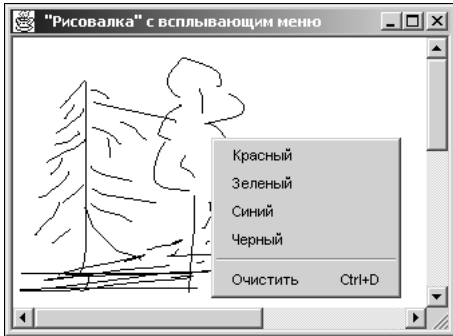 "Рисовалка" с всплывающим меню
Красный
Зеленый
Синий
Черный
Очистить Ctrl+D